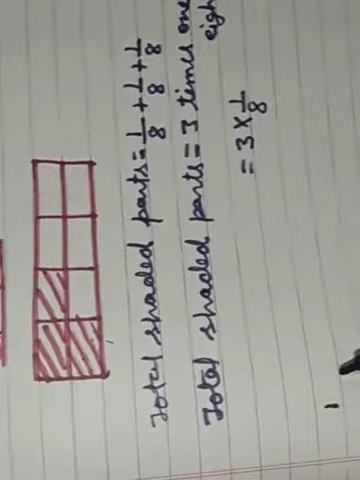 Total shaded parts = 1/8 + 1/8 + 1/8
Total shaded parts = 3 times one
eigh
= 3 × 1/8